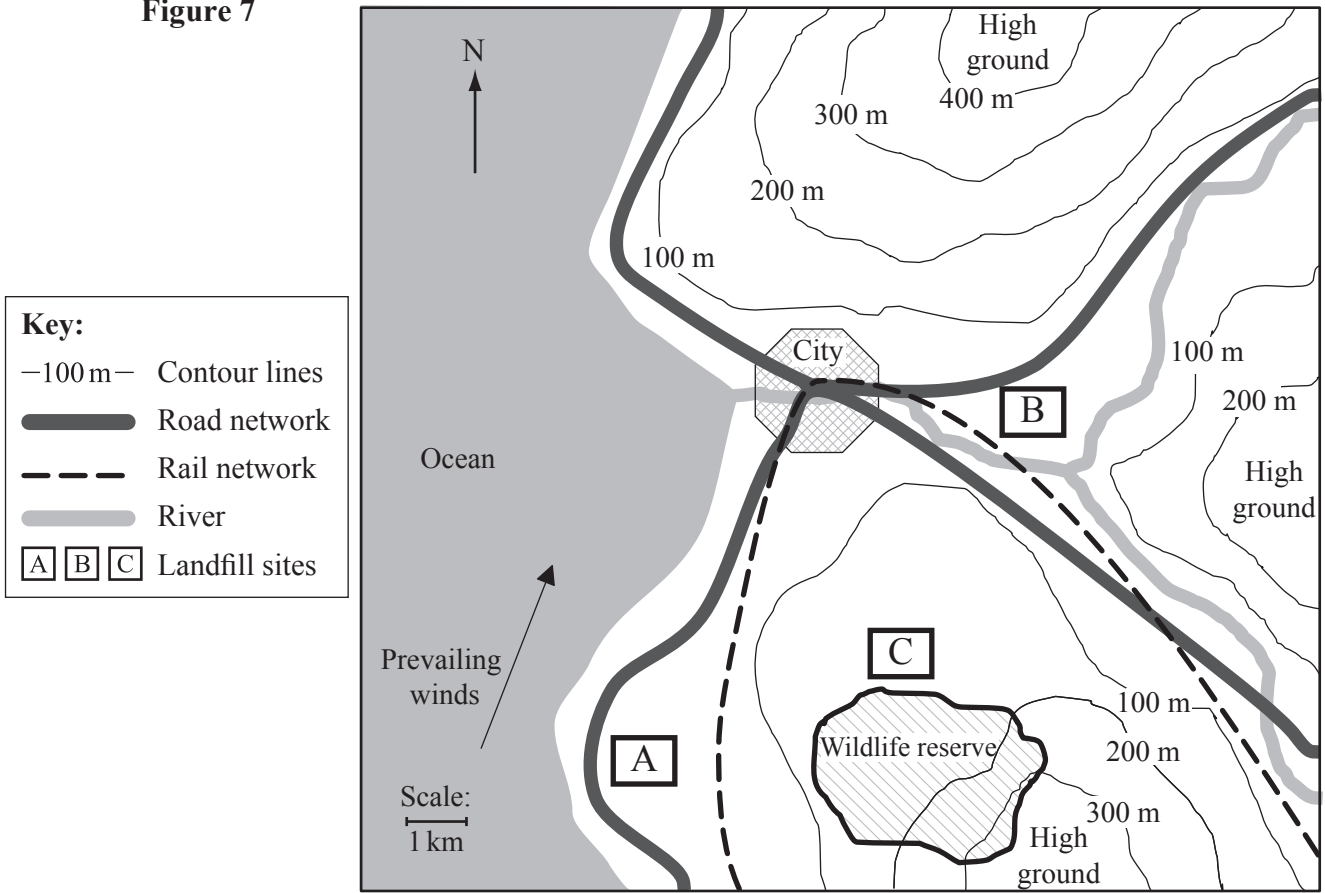 Figure 7
N
High
ground
400 m
300 m
200 m
100 m
City
Key:
100 m Contour lines
Road network
Rail network
River
A B C Landfill sites
100 m
200 m
B
Ocean
High
ground
C
Prevailing
winds
100 m
200 m
Wildlife reserve
A
Scale:
1 km
300 m
High
ground